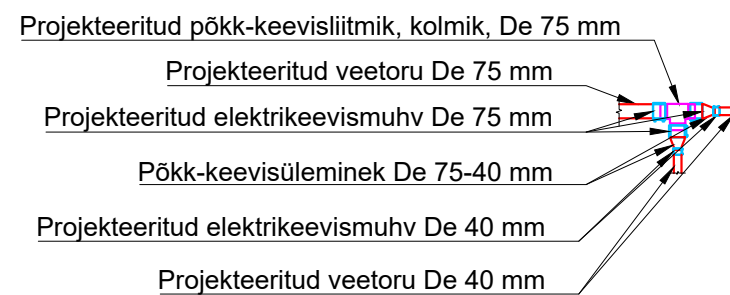 Projekteeritud põkk-keevisliitmik, kolmik, De 75 mm
Projekteeritud veetoru De 75 mm
Projekteeritud elektrikeevismuhv De 75 mm
Põkk-keevisüleminek De 75-40 mm
Projekteeritud elektrikeevismuhv De 40 mm
Projekteeritud veetoru De 40 mm